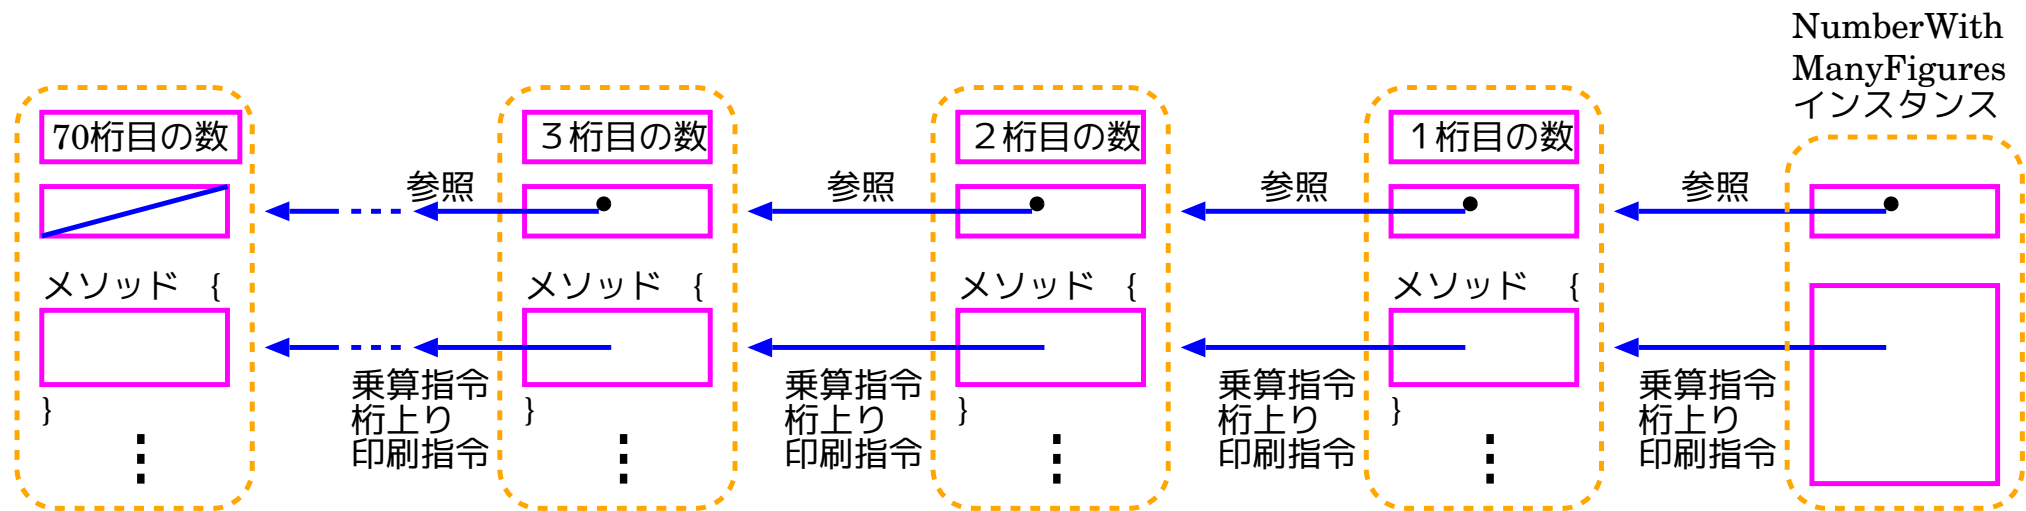 NumberWith
ManyFigures
インスタンス
70桁目の数
３桁目の数
２桁目の数
１桁目の数
参照
参照
参照
参照
メソッド {
メソッド {
メソッド {
メソッド {
乗算指令
桁上り
印刷指令
乗算指令
桁上り
印刷指令
乗算指令
桁上り
印刷指令
乗算指令
桁上り
印刷指令
}
}
}
}